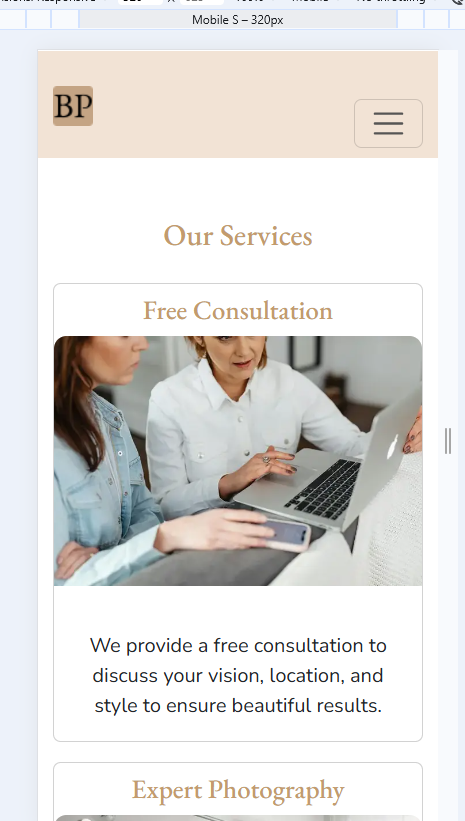 Mobile S – 320px
BP
Our Services
Free Consultation
We provide a free consultation to
discuss your vision, location, and
style to ensure beautiful results.
Expert Photography